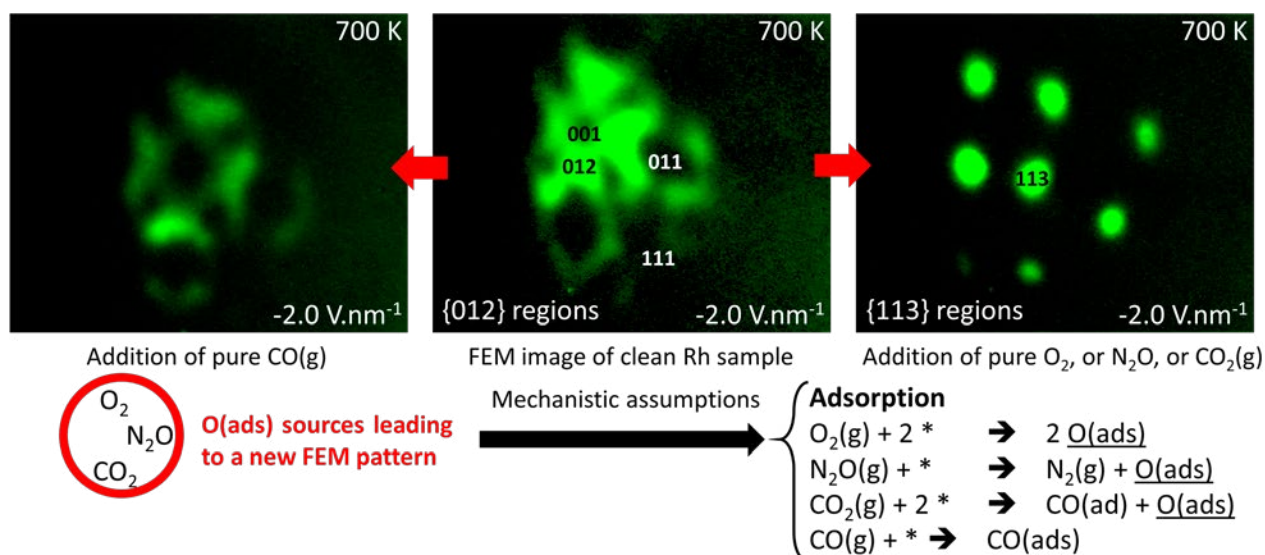 700 K
700 K
700 K
001
012
011
111
113
-2.0 V.nm⁻¹
{012} regions
-2.0 V.nm⁻¹
{113} regions
-2.0 V.nm⁻¹
Addition of pure CO(g)
FEM image of clean Rh sample
Addition of pure O₂, or N₂O, or CO₂(g)
O₂
N₂O
CO₂
O(ads) sources leading
to a new FEM pattern
Mechanistic assumptions
Adsorption
O₂(g) + 2 * ➔ 2 O(ads)
N₂O(g) + * ➔ N₂(g) + O(ads)
CO₂(g) + 2 * ➔ CO(ad) + O(ads)
CO(g) + * ➔ CO(ads)